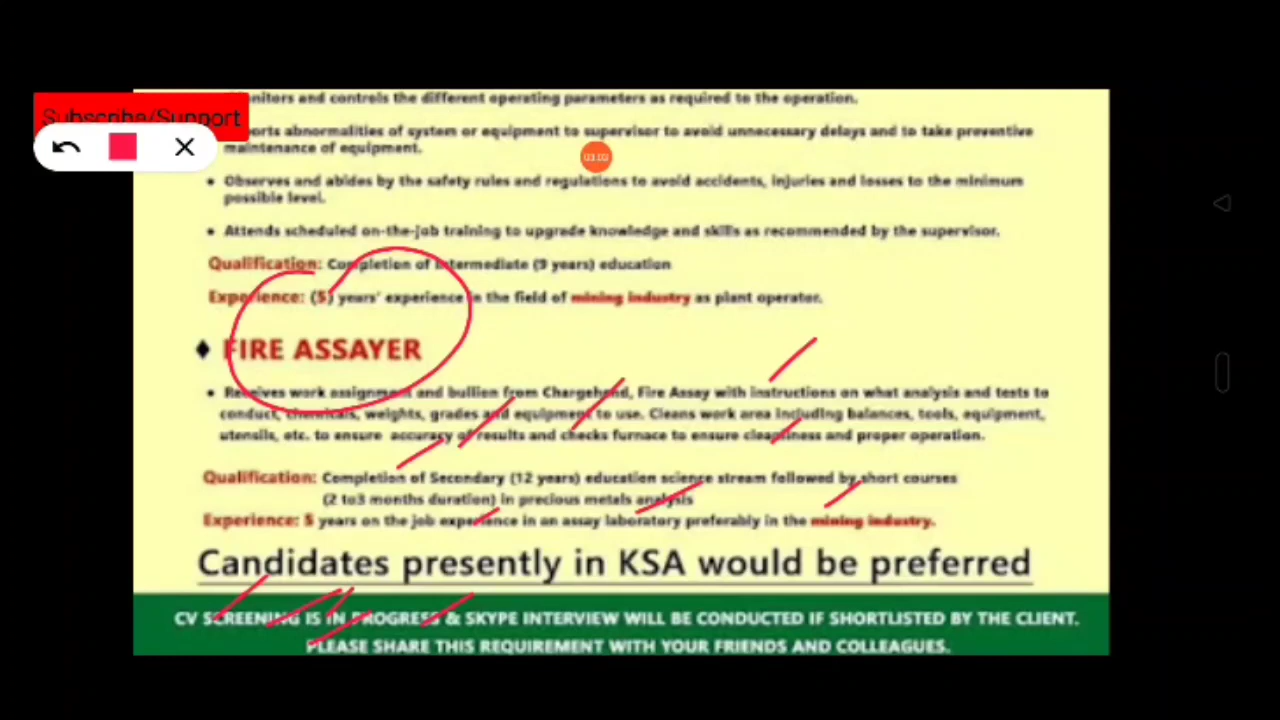 Subscribe/Support
onitors and controls the different operating parameters as required to the operation.
orts abnormalities of system or equipment to supervisor to avoid unnecessary delays and to take preventive
maintenance of equipment.
03:03
• Observes and abides by the safety rules and regulations to avoid accidents, injuries and losses to the minimum
possible level.
• Attends scheduled on-the-job training to upgrade knowledge and skills as recommended by the supervisor.
Qualification: Completion of Intermediate (9 years) education
Experience: (5) years' experience in the field of mining industry as plant operator.
♦ FIRE ASSAYER
• Receives work assignment and bullion from Chargehand, Fire Assay with instructions on what analysis and tests to
conduct, chemicals, weights, grades and equipment to use. Cleans work area including balances, tools, equipment,
utensils, etc. to ensure accuracy of results and checks furnace to ensure cleanliness and proper operation.
Qualification: Completion of Secondary (12 years) education science stream followed by short courses
(2 to3 months duration) in precious metals analysis
Experience: 5 years on the job experience in an assay laboratory preferably in the mining industry.
Candidates presently in KSA would be preferred
CV SCREENING IS IN PROGRESS & SKYPE INTERVIEW WILL BE CONDUCTED IF SHORTLISTED BY THE CLIENT.
PLEASE SHARE THIS REQUIREMENT WITH YOUR FRIENDS AND COLLEAGUES.